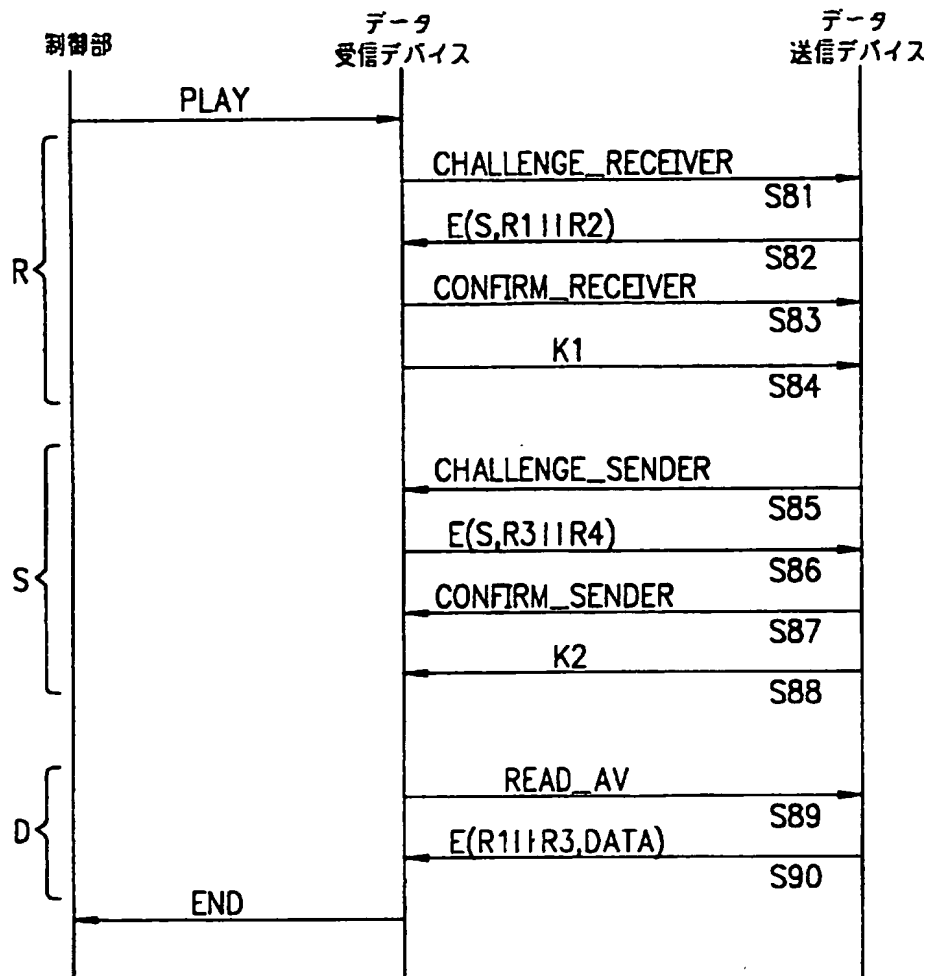 制御部
データ
受信デバイス
データ
送信デバイス
PLAY
CHALLENGE_RECEIVER
S81
E(S,R1||R2)
S82
R
CONFIRM_RECEIVER
S83
K1
S84
CHALLENGE_SENDER
S85
E(S,R3||R4)
S86
S
CONFIRM_SENDER
S87
K2
S88
READ_AV
S89
D
E(R1||R3,DATA)
S90
END